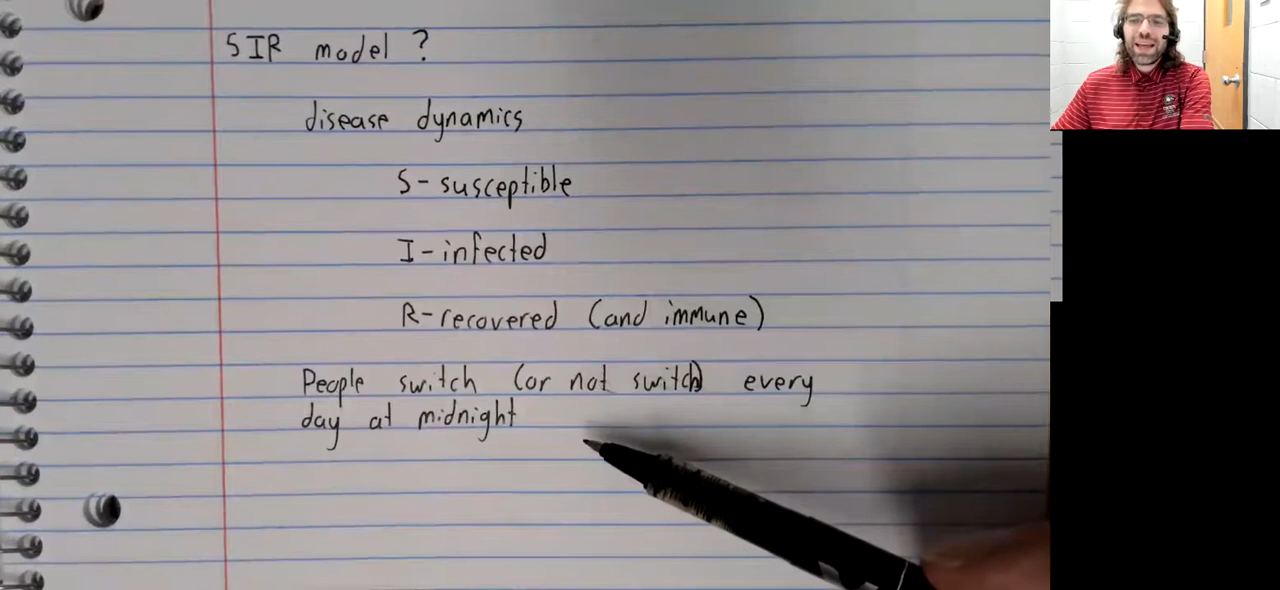 SIR model ?
disease dynamics
S - susceptible
I - infected
R - recovered (and immune)
People switch (or not switch) every
day at midnight